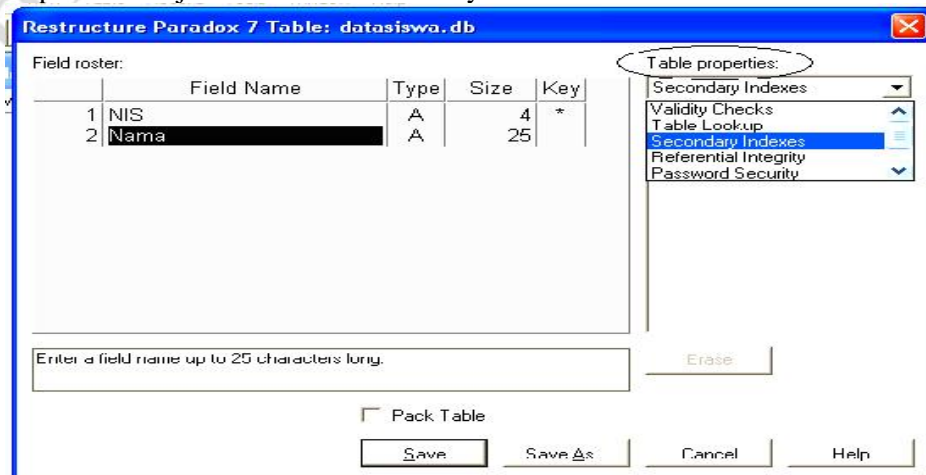 Restructure Paradox 7 Table: datasiswa.db
Field roster:
Table properties:
Field Name Type Size Key
Secondary Indexes
1 NIS A 4 *
2 Nama A 25
Validity Checks
Table Lookup
Secondary Indexes
Referential Integrity
Password Security
Enter a field name up to 25 characters long.
Erase
Pack Table
Save Save As Cancel Help